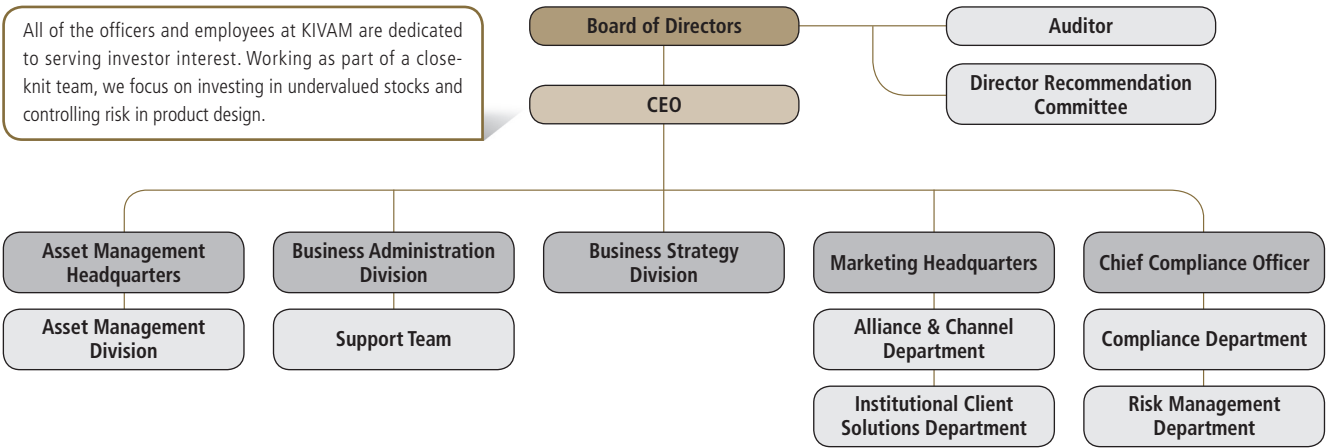 All of the officers and employees at KIVAM are dedicated
to serving investor interest. Working as part of a close-
knit team, we focus on investing in undervalued stocks and
controlling risk in product design.
Board of Directors
Auditor
Director Recommendation
Committee
CEO
Asset Management
Headquarters
Business Administration
Division
Business Strategy
Division
Marketing Headquarters
Chief Compliance Officer
Asset Management
Division
Support Team
Alliance & Channel
Department
Compliance Department
Institutional Client
Solutions Department
Risk Management
Department